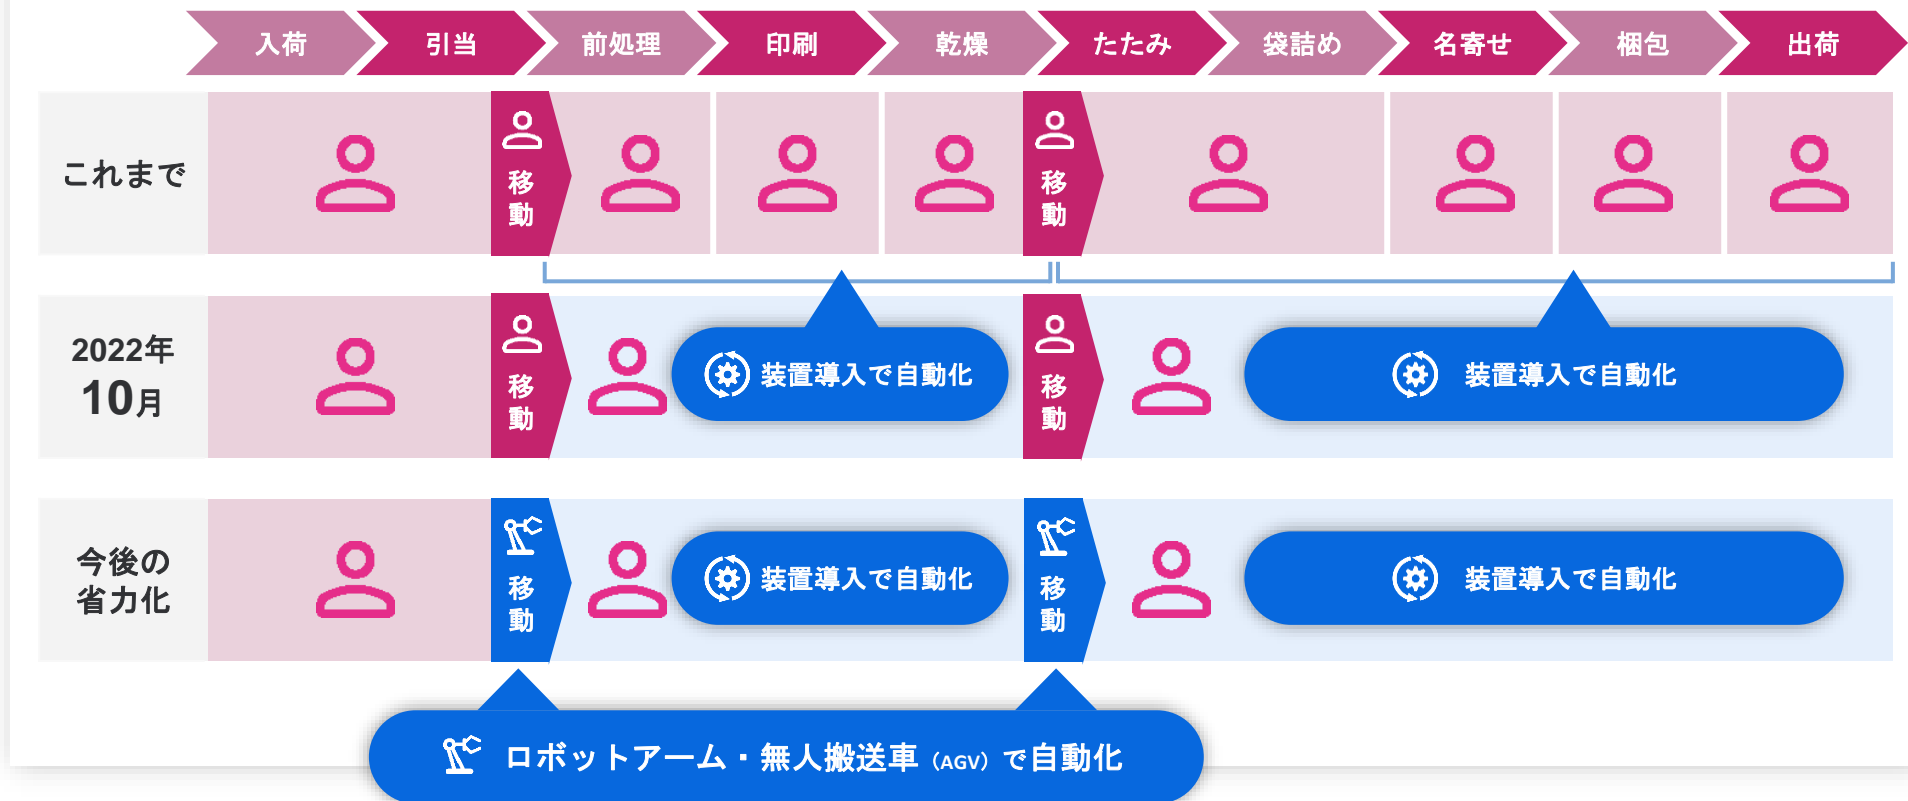 入荷
引当
前処理
印刷
乾燥
たたみ
袋詰め
名寄せ
梱包
出荷
これまで
移動
移動
2022年
10月
移動
装置導入で自動化
移動
装置導入で自動化
今後の
省力化
移動
装置導入で自動化
移動
装置導入で自動化
ロボットアーム・無人搬送車（AGV）で自動化